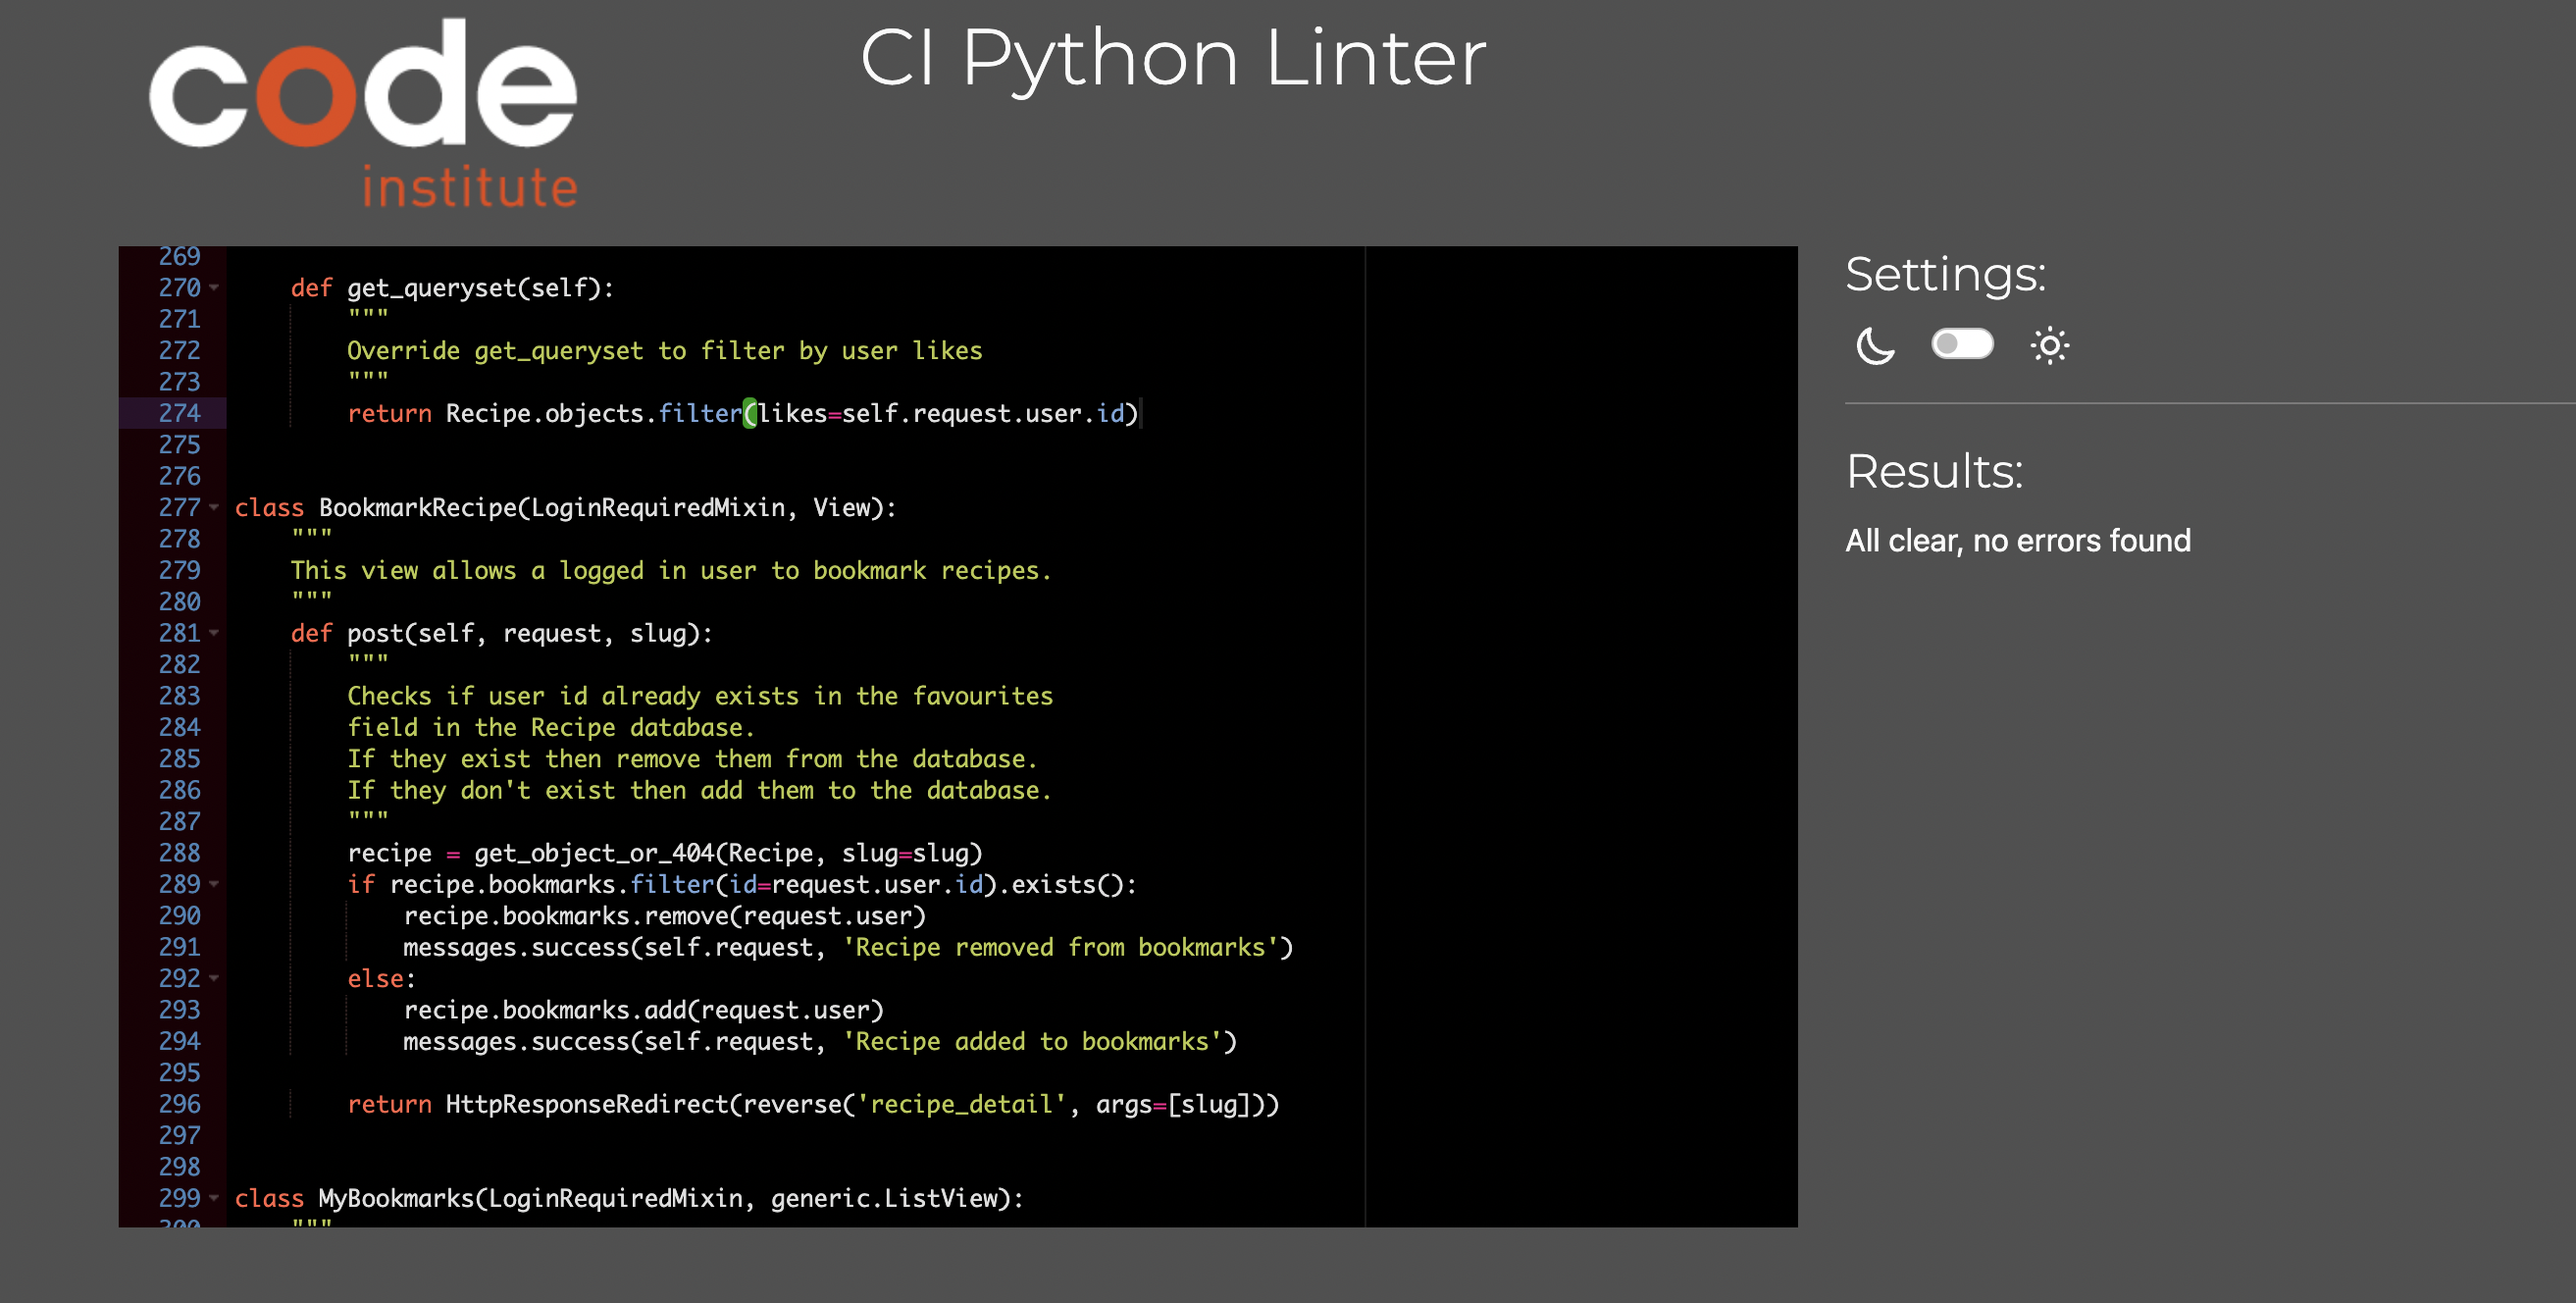 code
institute
CI Python Linter
269
270 def get_queryset(self):
271 """
272 Override get_queryset to filter by user likes
273 """
274 return Recipe.objects.filter(likes=self.request.user.id)
275
276
277 class BookmarkRecipe(LoginRequiredMixin, View):
278 """
279 This view allows a logged in user to bookmark recipes.
280 """
281 def post(self, request, slug):
282 """
283 Checks if user id already exists in the favourites
284 field in the Recipe database.
285 If they exist then remove them from the database.
286 If they don't exist then add them to the database.
287 """
288 recipe = get_object_or_404(Recipe, slug=slug)
289 if recipe.bookmarks.filter(id=request.user.id).exists():
290 recipe.bookmarks.remove(request.user)
291 messages.success(self.request, 'Recipe removed from bookmarks')
292 else:
293 recipe.bookmarks.add(request.user)
294 messages.success(self.request, 'Recipe added to bookmarks')
295
296 return HttpResponseRedirect(reverse('recipe_detail', args=[slug]))
297
298
299 class MyBookmarks(LoginRequiredMixin, generic.ListView):
300 """
Settings:
Results:
All clear, no errors found